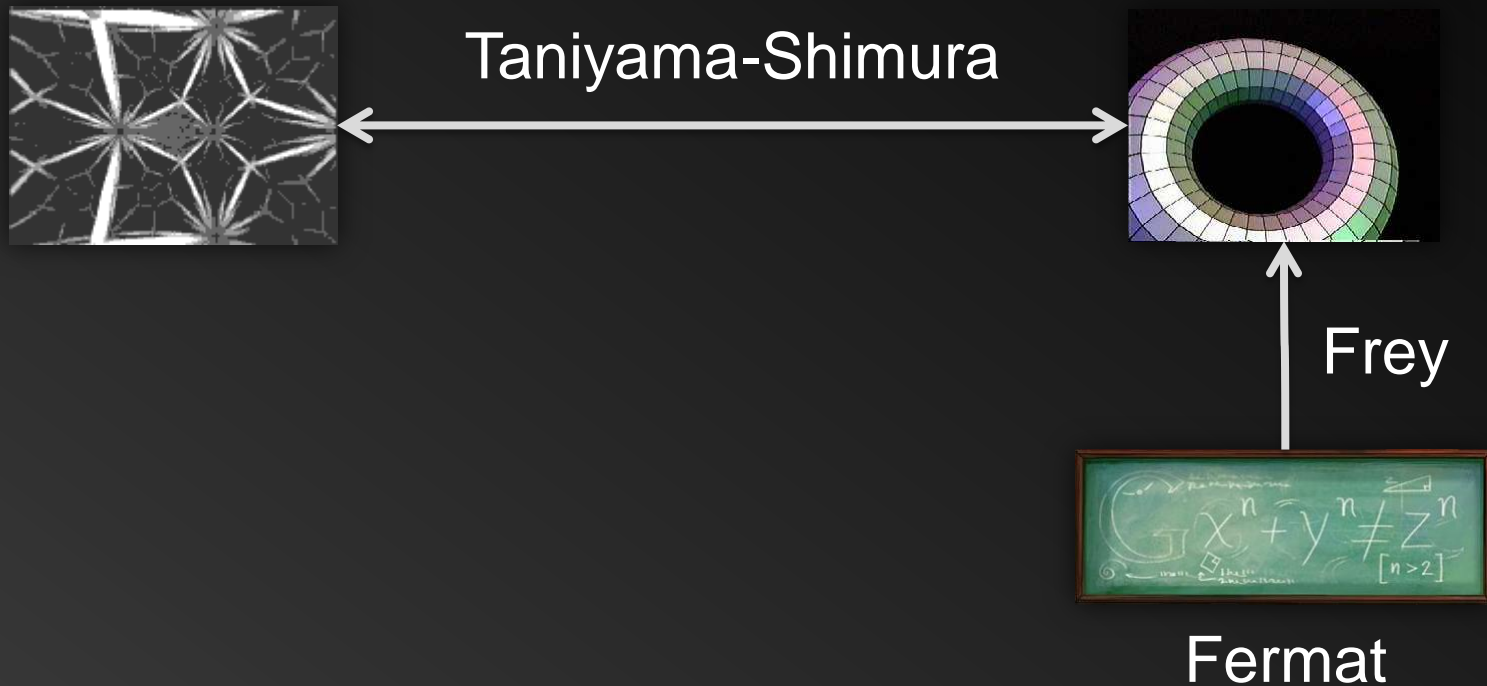 Taniyama-Shimura
Frey
x^n + y^n ≠ z^n
[n>2]
Fermat